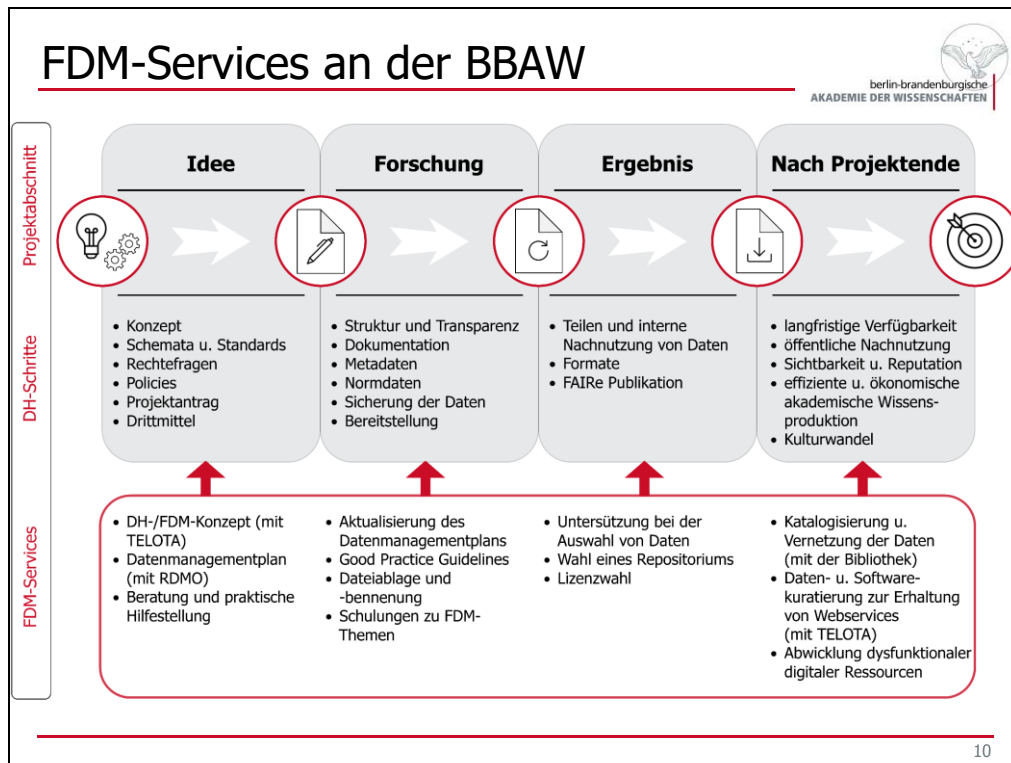 FDM-Services an der BBAW
berlin-brandenburgische
AKADEMIE DER WISSENSCHAFTEN
Projektabschnitt
Idee
Forschung
Ergebnis
Nach Projektende
DH-Schritte
• Konzept
• Schemata u. Standards
• Rechtefragen
• Policies
• Projektantrag
• Drittmittel
• Struktur und Transparenz
• Dokumentation
• Metadaten
• Normdaten
• Sicherung der Daten
• Bereitstellung
• Teilen und interne
Nachnutzung von Daten
• Formate
• FAIRe Publikation
• langfristige Verfügbarkeit
• öffentliche Nachnutzung
• Sichtbarkeit u. Reputation
• effiziente u. ökonomische
akademische Wissens-
produktion
• Kulturwandel
FDM-Services
• DH-/FDM-Konzept (mit
TELOTA)
• Datenmanagementplan
(mit RDMO)
• Beratung und praktische
Hilfestellung
• Aktualisierung des
Datenmanagementplans
• Good Practice Guidelines
• Dateiablage und
-benennung
• Schulungen zu FDM-
Themen
• Untersützung bei der
Auswahl von Daten
• Wahl eines Repositoriums
• Lizenzwahl
• Katalogisierung u.
Vernetzung der Daten
(mit der Bibliothek)
• Daten- u. Software-
kuratierung zur Erhaltung
von Webservices
(mit TELOTA)
• Abwicklung dysfunktionaler
digitaler Ressourcen
10